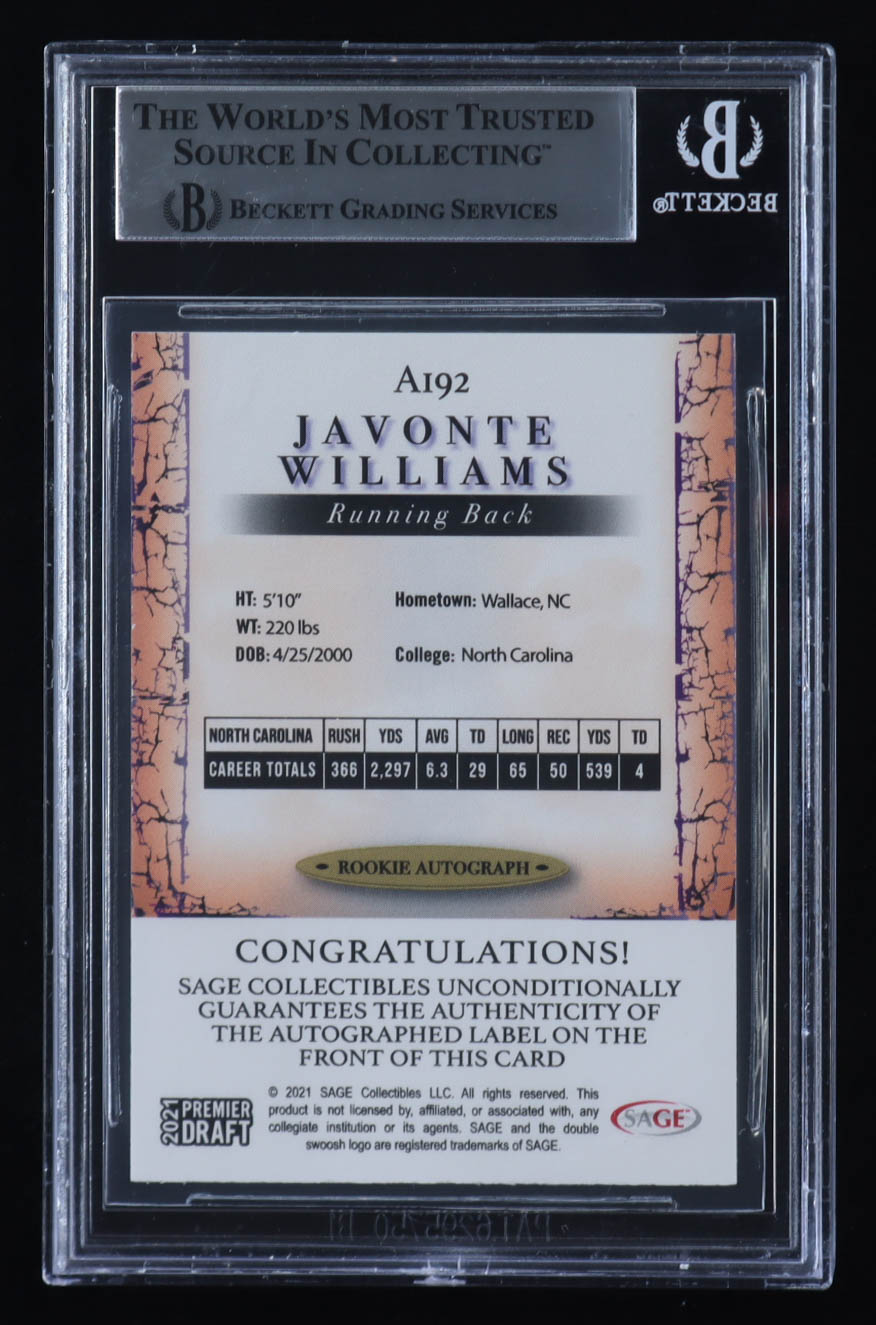 THE WORLD'S MOST TRUSTED
SOURCE IN COLLECTING™
B BECKETT GRADING SERVICES
B
BECKETT®
A192
JAVONTE
WILLIAMS
Running Back
HT: 5'10" Hometown: Wallace, NC
WT: 220 lbs
DOB: 4/25/2000 College: North Carolina
NORTH CAROLINA RUSH YDS AVG TD LONG REC YDS TD
CAREER TOTALS 366 2,297 6.3 29 65 50 539 4
• ROOKIE AUTOGRAPH •
CONGRATULATIONS!
SAGE COLLECTIBLES UNCONDITIONALLY
GUARANTEES THE AUTHENTICITY OF
THE AUTOGRAPHED LABEL ON THE
FRONT OF THIS CARD
2021 PREMIER
DRAFT
© 2021 SAGE Collectibles LLC. All rights reserved. This
product is not licensed by, affiliated, or associated with, any
collegiate institution or its agents. SAGE and the double
swoosh logo are registered trademarks of SAGE.
SAGE™